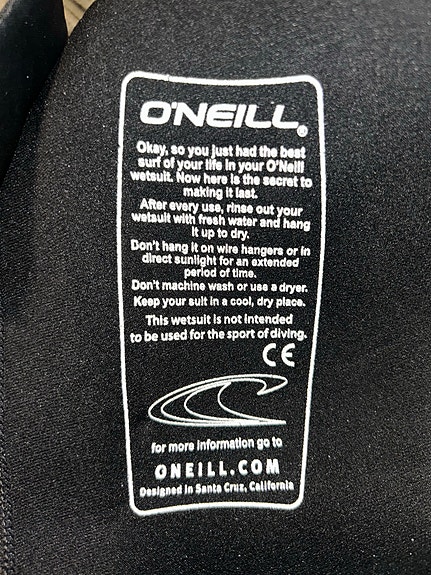 O'NEILL®
Okay, so you just had the best
surf of your life in your O'Neill
wetsuit. Now here is the secret to
making it last.
After every use, rinse out your
wetsuit with fresh water and hang
it up to dry.
Don't hang it on wire hangers or in
direct sunlight for an extended
period of time.
Don't machine wash or use a dryer.
Keep your suit in a cool, dry place.
This wetsuit is not intended
to be used for the sport of diving.
CE
for more information go to
ONEILL.COM
Designed in Santa Cruz, California